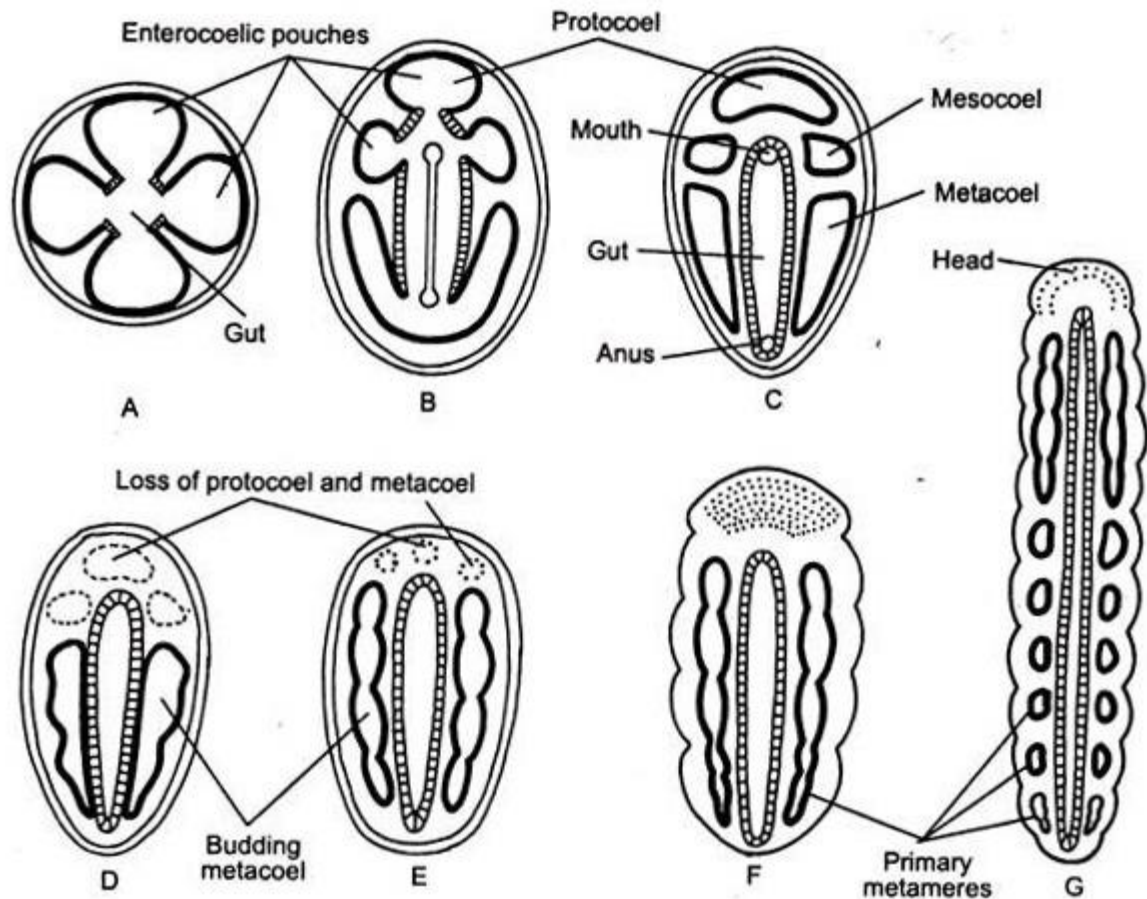 Enterocoelic pouches
Protocoel
Mesocoel
Mouth
Metacoel
Gut
Head
Gut
Anus
A
B
C
Loss of protocoel and metacoel
Budding
metacoel
Primary
metameres
D
E
F
G